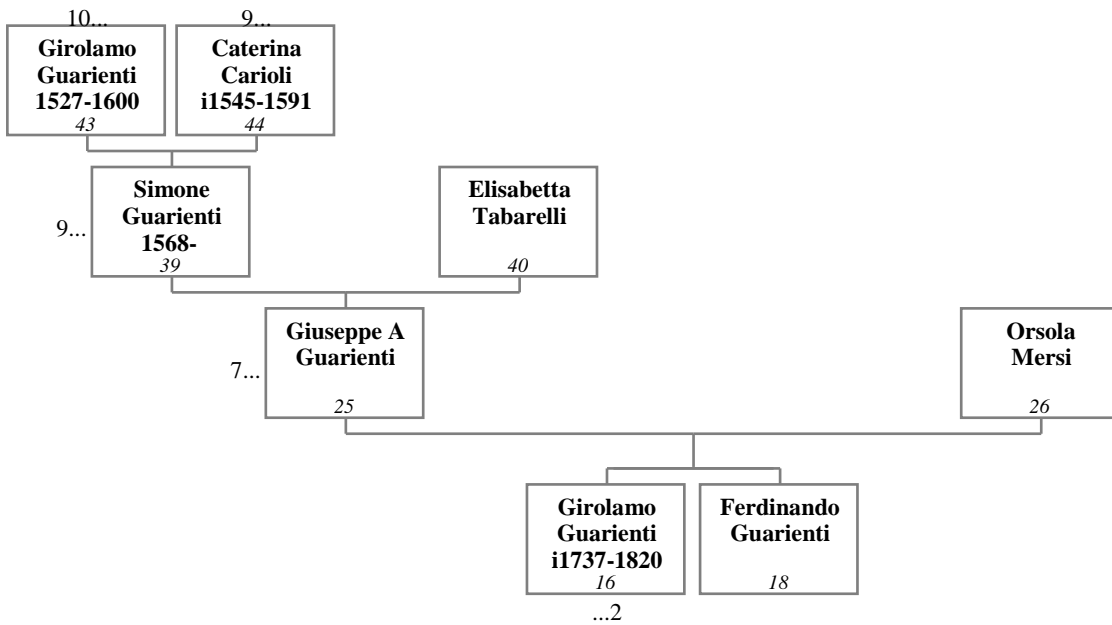 10...
9...
Girolamo
Guarienti
1527-1600
43
Caterina
Carioli
i1545-1591
44
9...
Simone
Guarienti
1568-
39
Elisabetta
Tabarelli
40
7...
Giuseppe A
Guarienti
25
Orsola
Mersi
26
Girolamo
Guarienti
i1737-1820
16
Ferdinando
Guarienti
18
...2